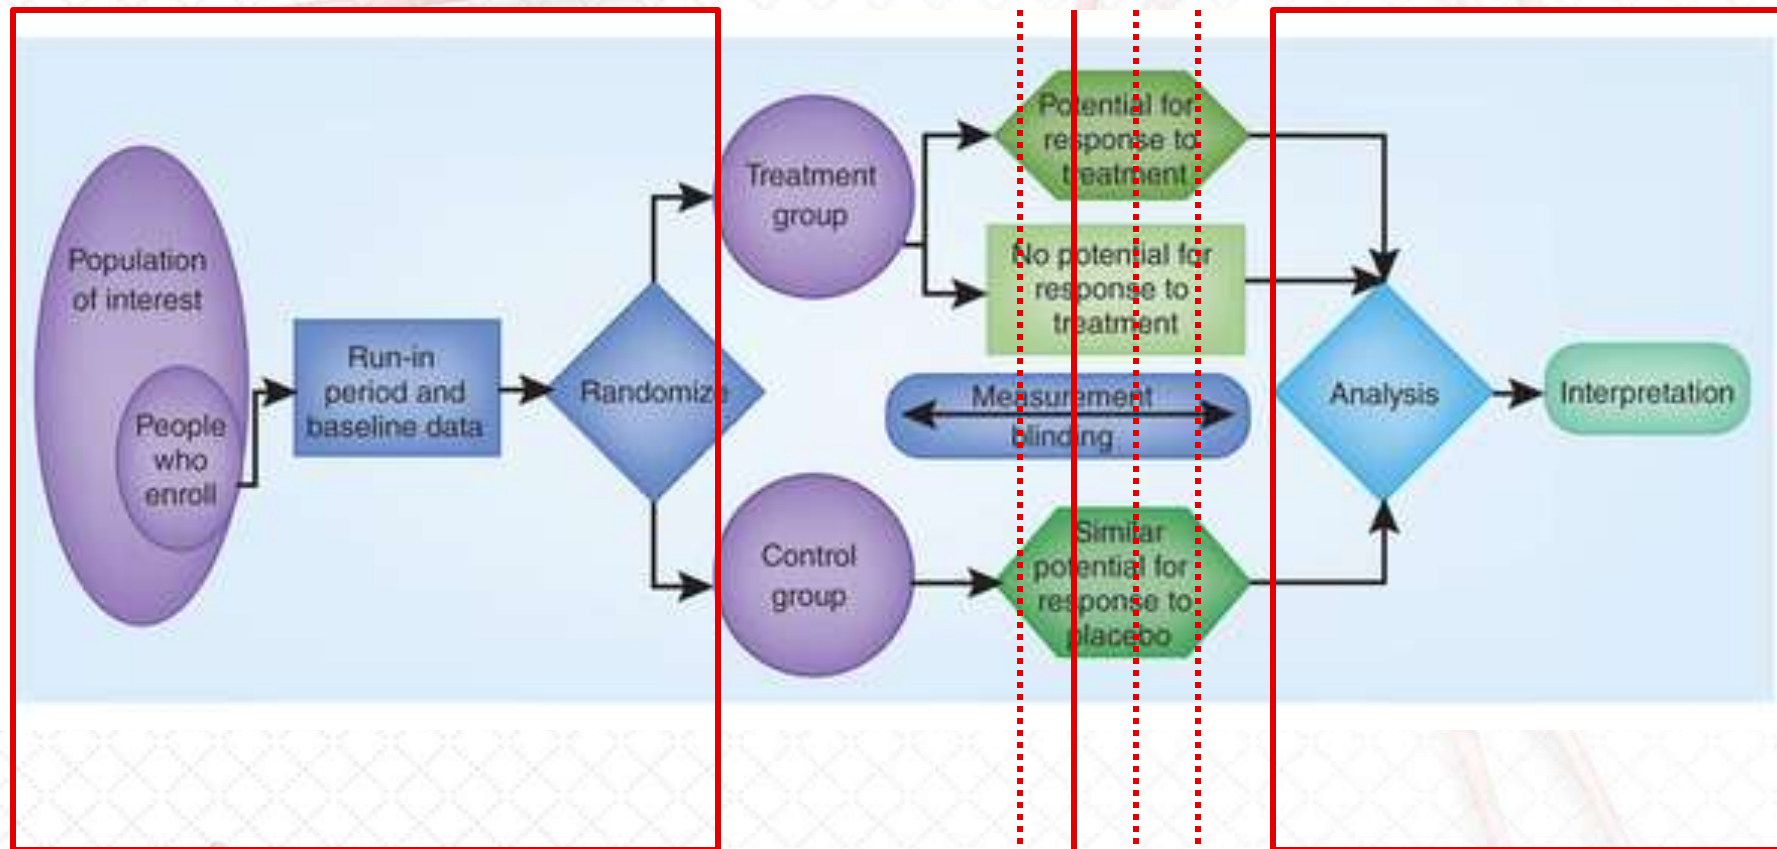 Population
of interest
People
who
enroll
Run-in
period and
baseline data
Randomize
Treatment
group
Control
group
Potential for
response to
treatment
No potential for
response to
treatment
Measurement
blinding
Similar
potential for
response to
placebo
Analysis
Interpretation